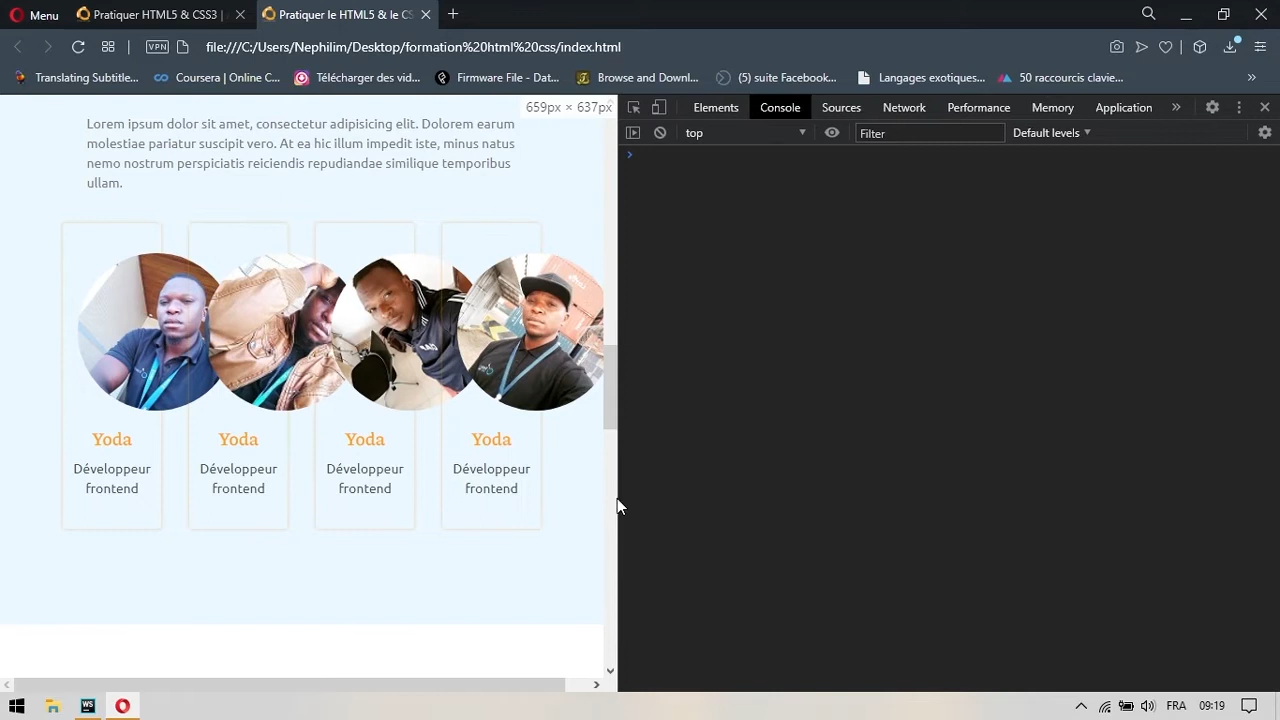 Menu
Pratiquer HTML5 & CSS3 |
Pratiquer le HTML5 & le CS
VPN
file:///C:/Users/Nephilim/Desktop/formation%20html%20css/index.html
Translating Subtitle...
Coursera | Online C...
Télécharger des vid...
Firmware File - Dat...
Browse and Downl...
(5) suite Facebook...
Langages exotiques...
50 raccourcis clavie...
»
659px × 637px
Elements
Console
Sources
Network
Performance
Memory
Application
»
top
Filter
Default levels
Lorem ipsum dolor sit amet, consectetur adipisicing elit. Dolorem earum
molestiae pariatur suscipit vero. At ea hic illum impedit iste, minus natus
nemo nostrum perspiciatis reiciendis repudiandae similique temporibus
ullam.
Yoda
Développeur
frontend
Yoda
Développeur
frontend
Yoda
Développeur
frontend
Yoda
Développeur
frontend
WS
FRA
09:19